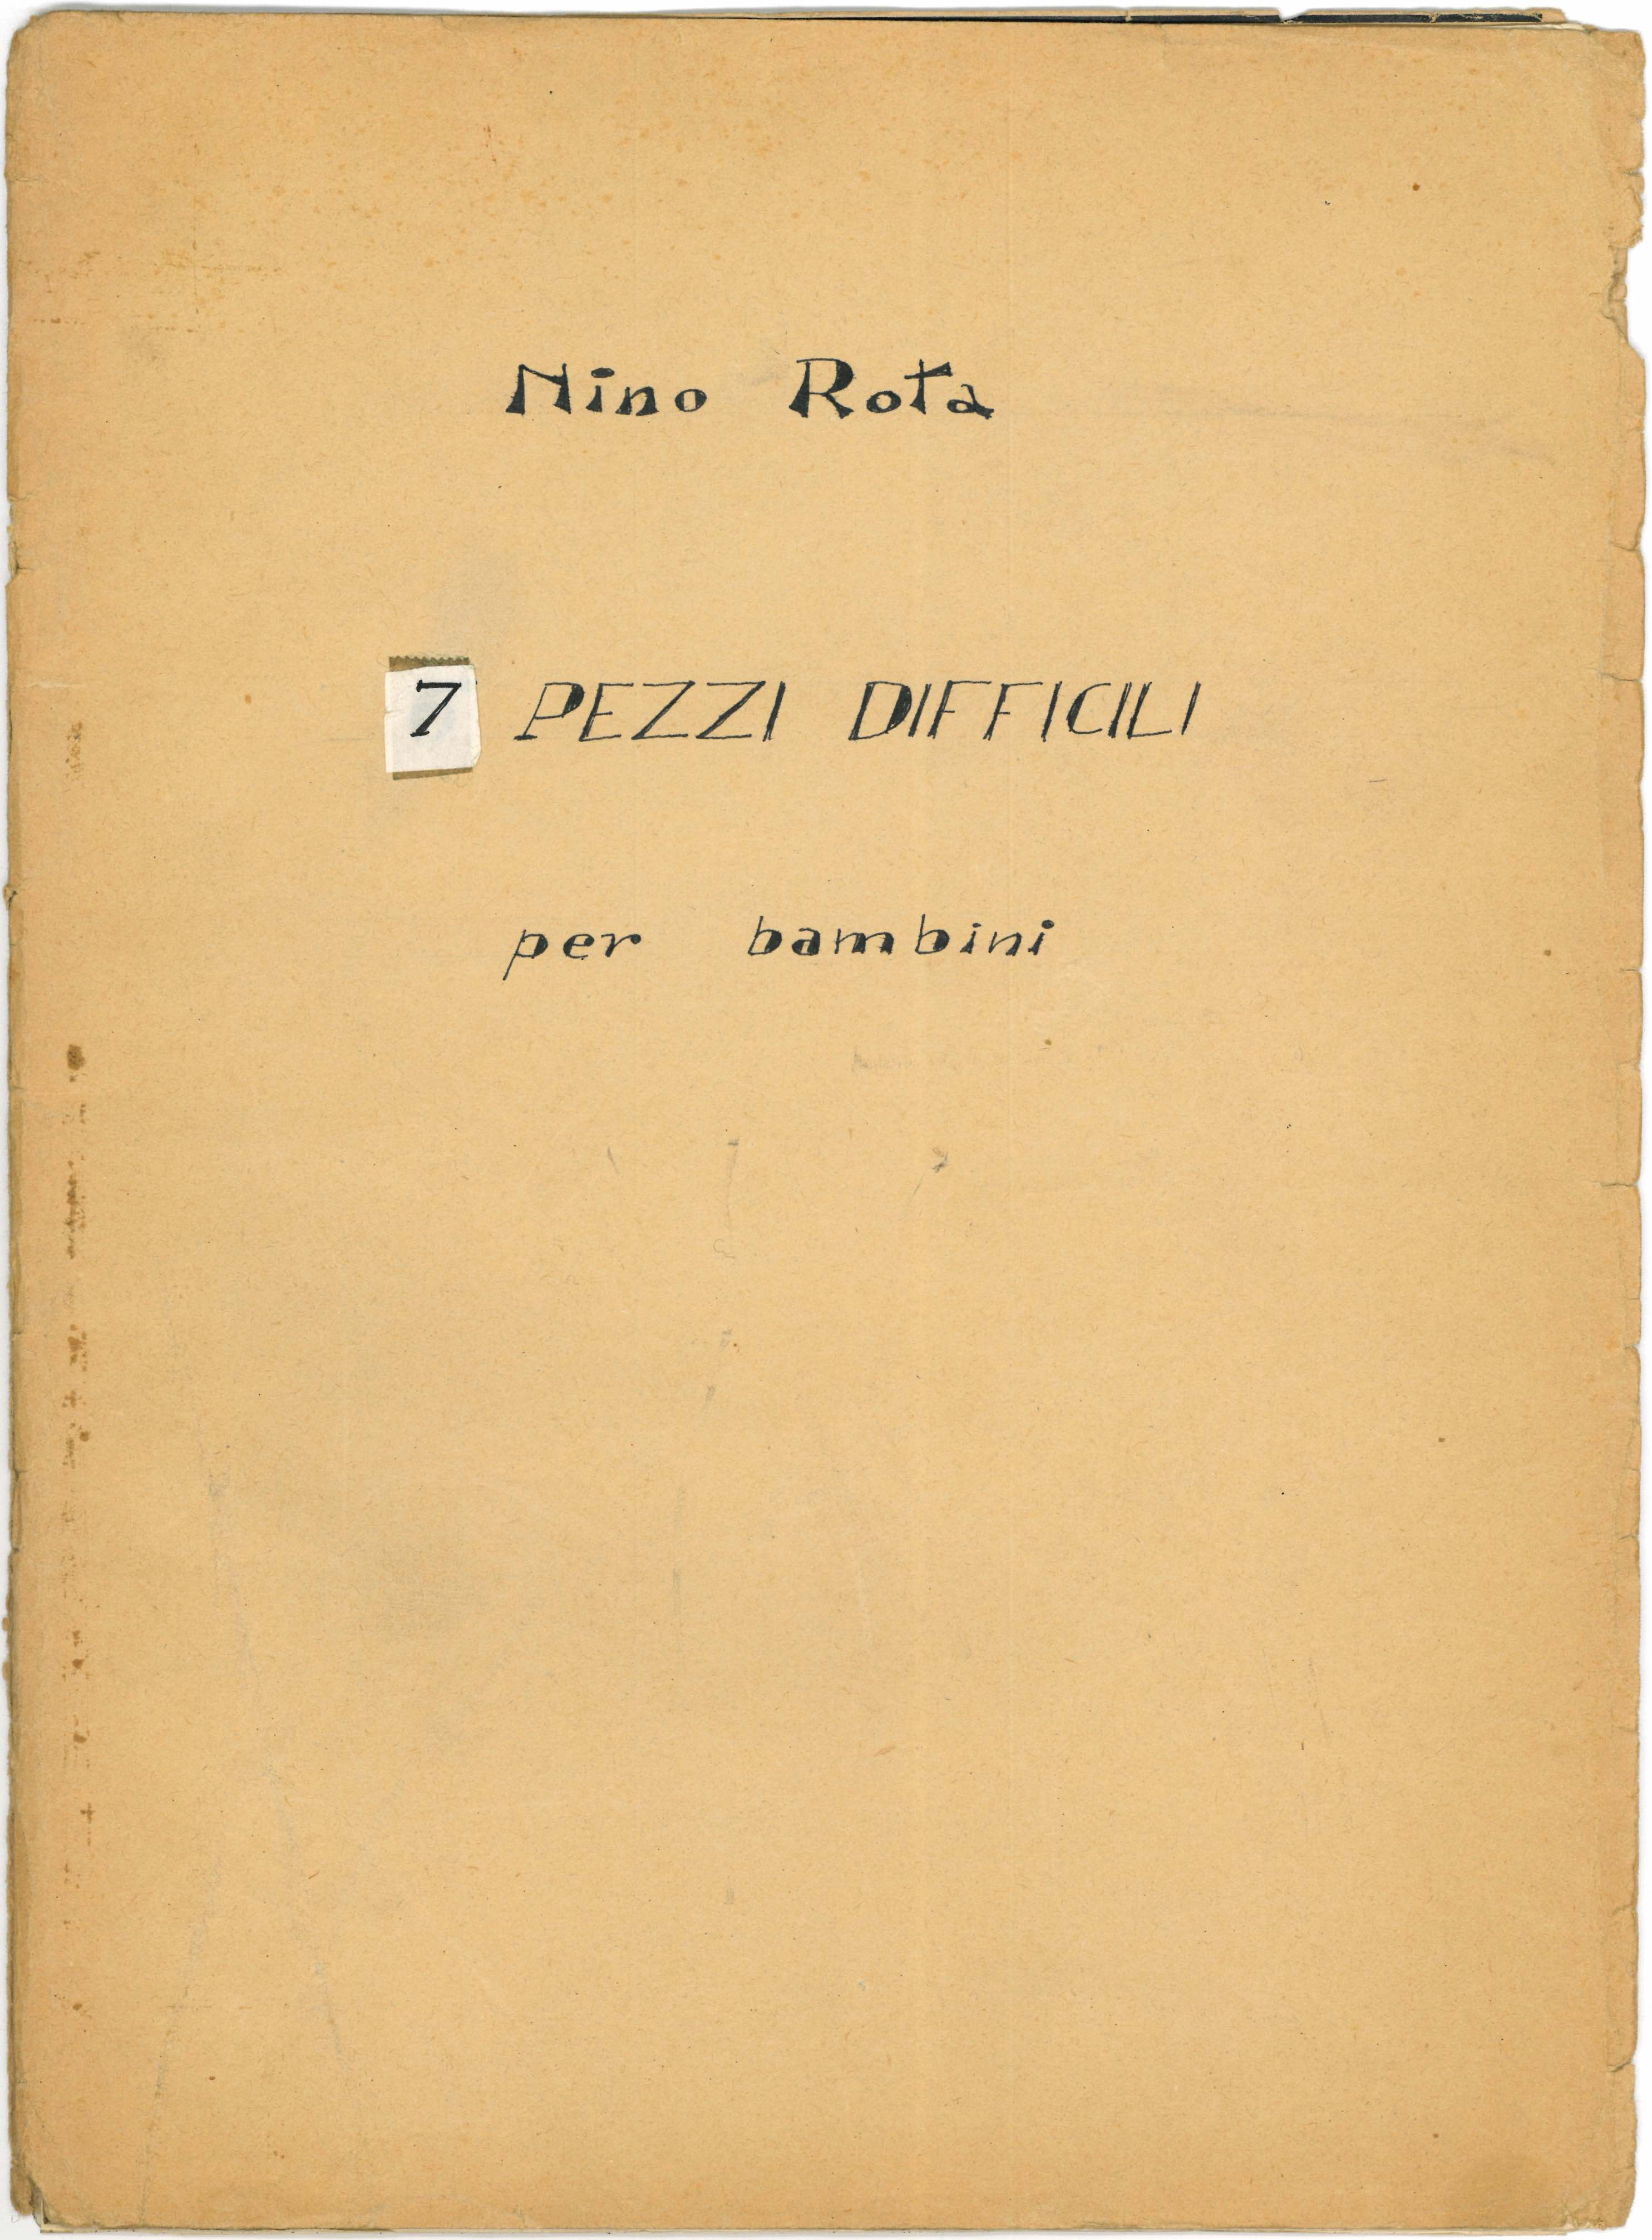 Nino Rota
7 PEZZI DIFFICILI
per bambini